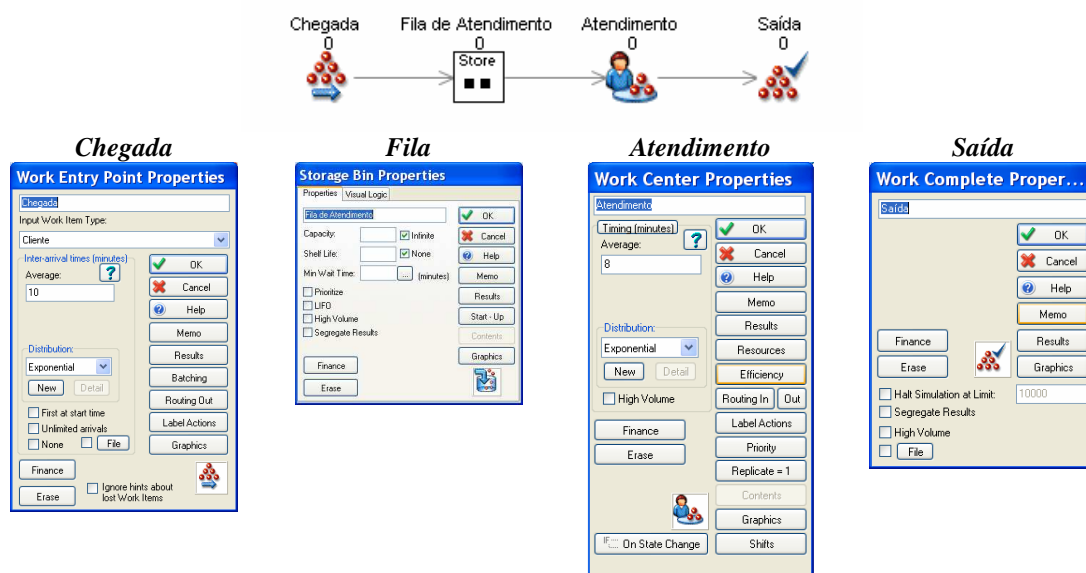 Chegada
0
Fila de Atendimento
0
Store
Atendimento
0
Saída
0
Chegada
Fila
Atendimento
Saída
Work Entry Point Properties
Chegada
Input Work Item Type:
Cliente
Inter-arrival times (minutes)
Average:
?
10
OK
Cancel
Help
Memo
Results
Batching
Routing Out
Label Actions
Graphics
Distribution:
Exponential
New
Detail
First at start time
Unlimited arrivals
None
File
Finance
Erase
Ignore hints about
lost Work Items
Storage Bin Properties
Properties
Visual Logic
Fila de Atendimento
OK
Capacity:
Infinite
Cancel
Shelf Life:
None
Help
Min Wait Time:
...
(minutes)
Memo
Prioritize
LIFO
High Volume
Segregate Results
Results
Start - Up
Contents
Graphics
Finance
Erase
Work Center Properties
Atendimento
Timing (minutes)
Average:
?
8
OK
Cancel
Help
Memo
Results
Resources
Efficiency
Routing In
Out
Label Actions
Priority
Replicate = 1
Contents
Graphics
Shifts
Distribution:
Exponential
New
Detail
High Volume
Finance
Erase
IF
On State Change
Work Complete Proper...
Saída
OK
Cancel
Help
Memo
Results
Graphics
Finance
Erase
Halt Simulation at Limit:
10000
Segregate Results
High Volume
File